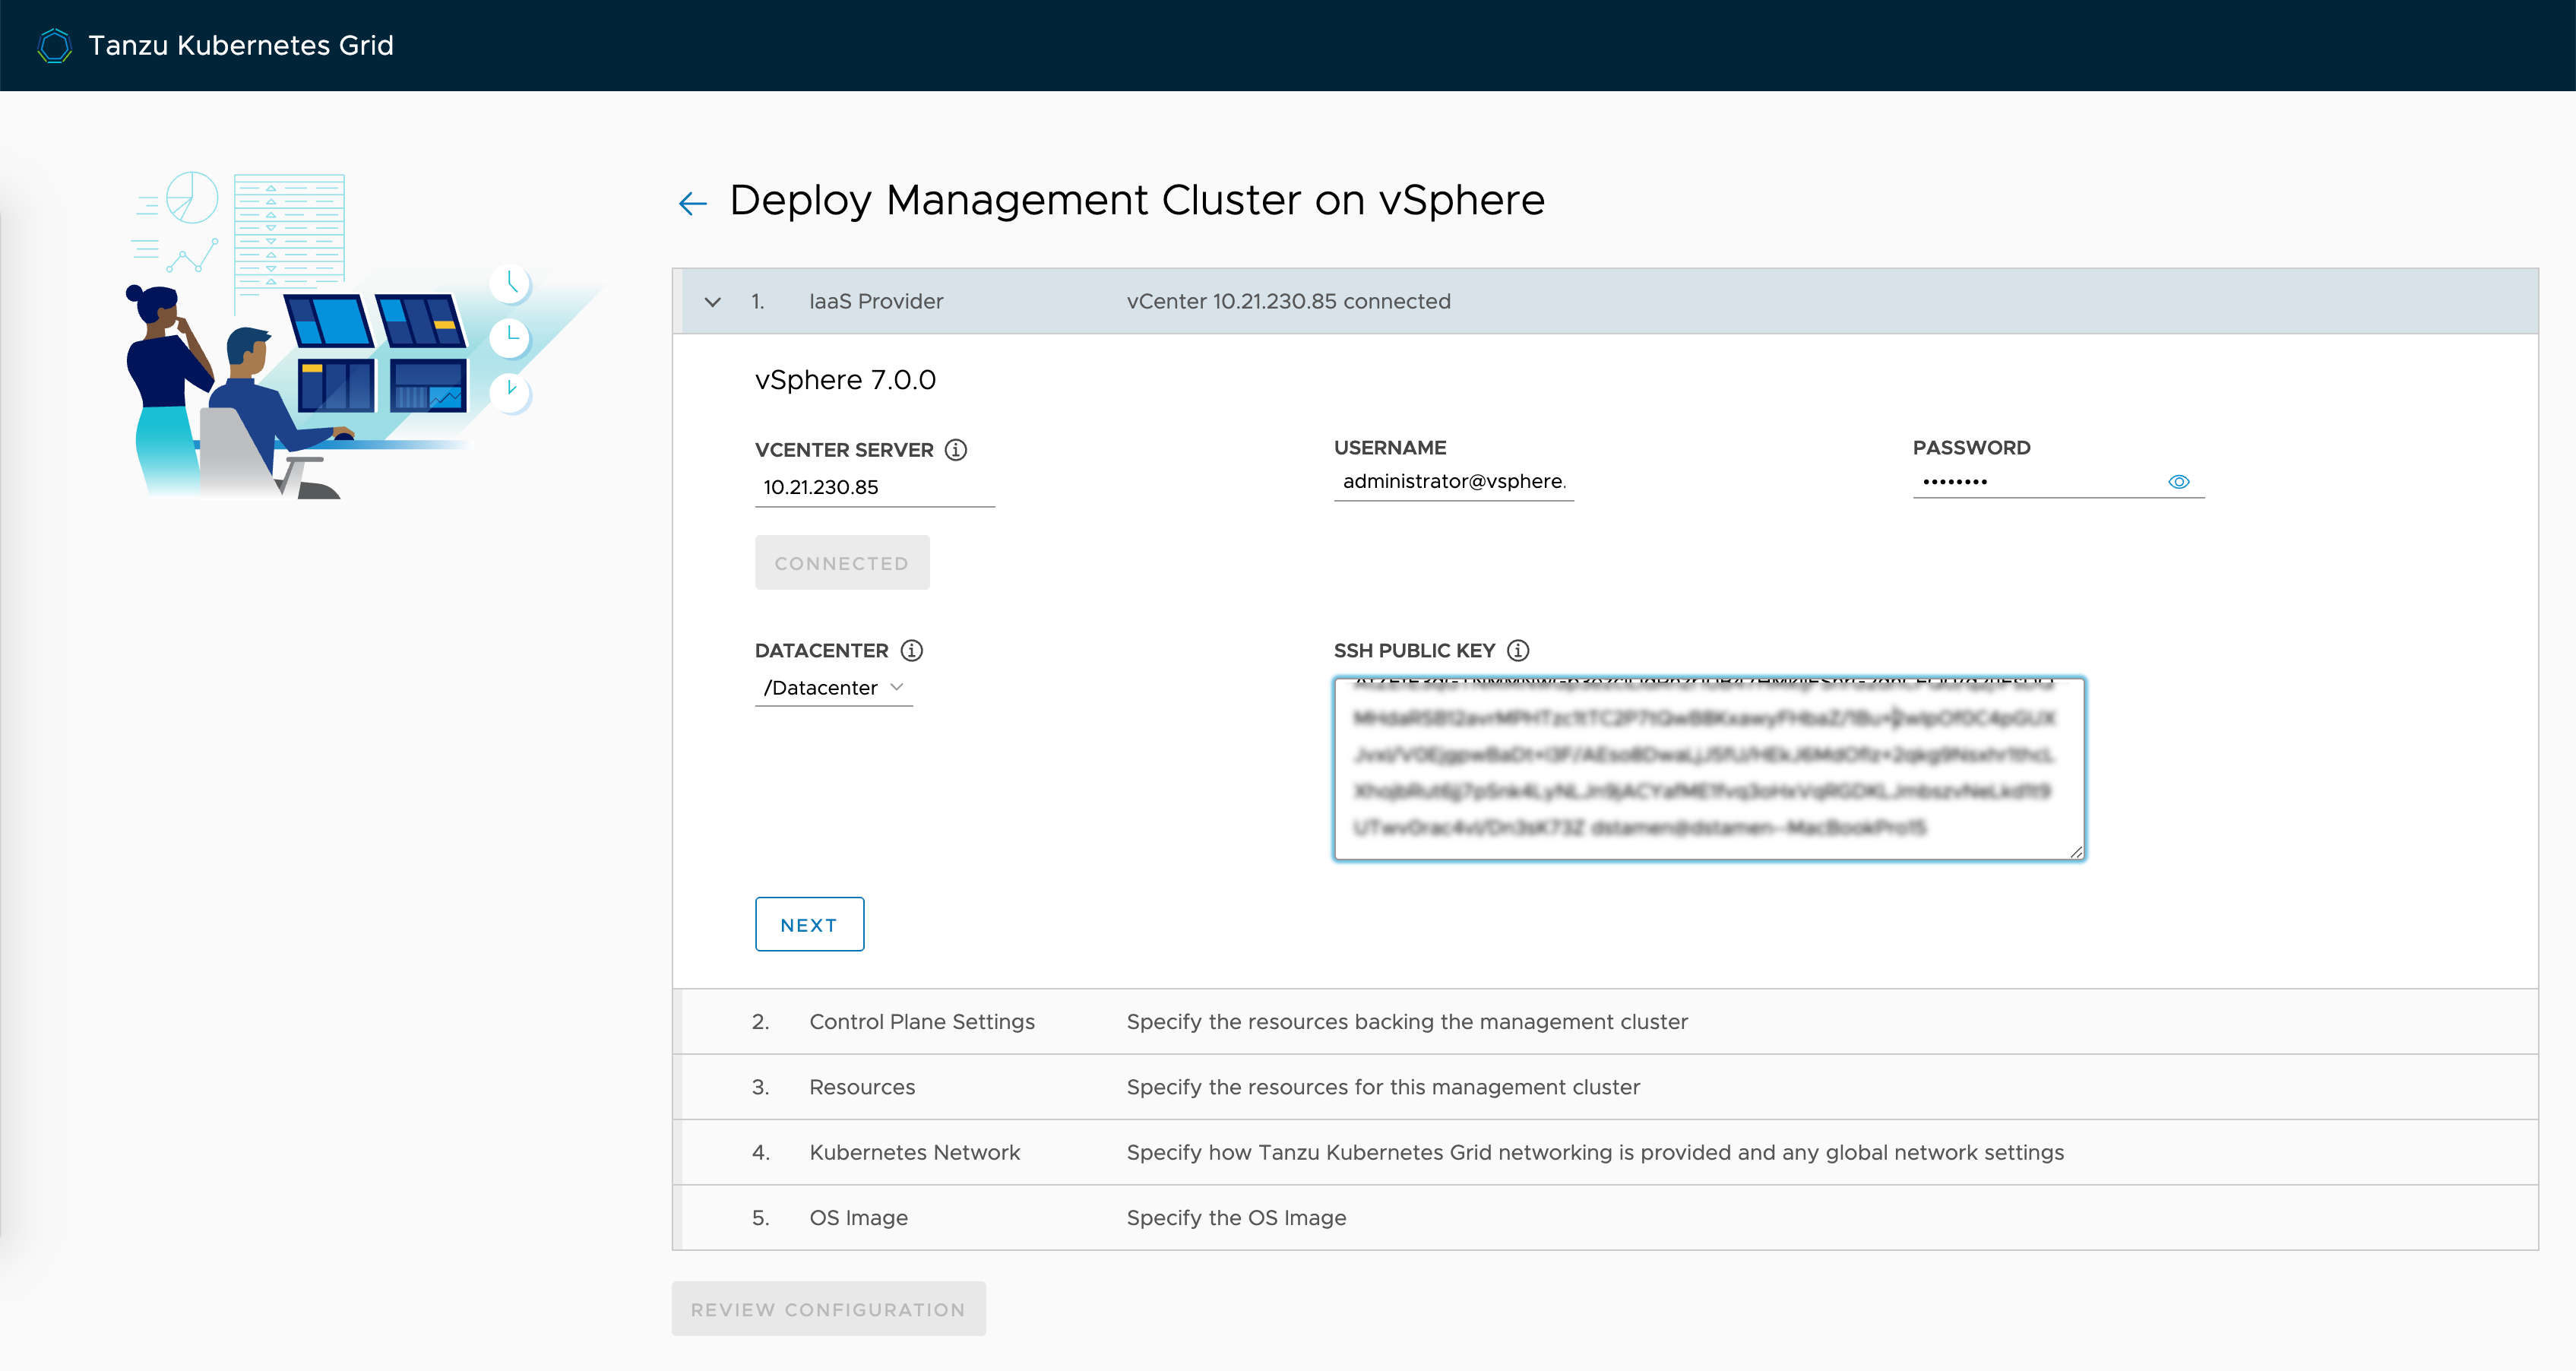 Tanzu Kubernetes Grid
Deploy Management Cluster on vSphere
1. IaaS Provider vCenter 10.21.230.85 connected
vSphere 7.0.0
VCENTER SERVER USERNAME PASSWORD
10.21.230.85 administrator@vsphere. ••••••••
CONNECTED
DATACENTER SSH PUBLIC KEY
/Datacenter
NEXT
2. Control Plane Settings Specify the resources backing the management cluster
3. Resources Specify the resources for this management cluster
4. Kubernetes Network Specify how Tanzu Kubernetes Grid networking is provided and any global network settings
5. OS Image Specify the OS Image
REVIEW CONFIGURATION